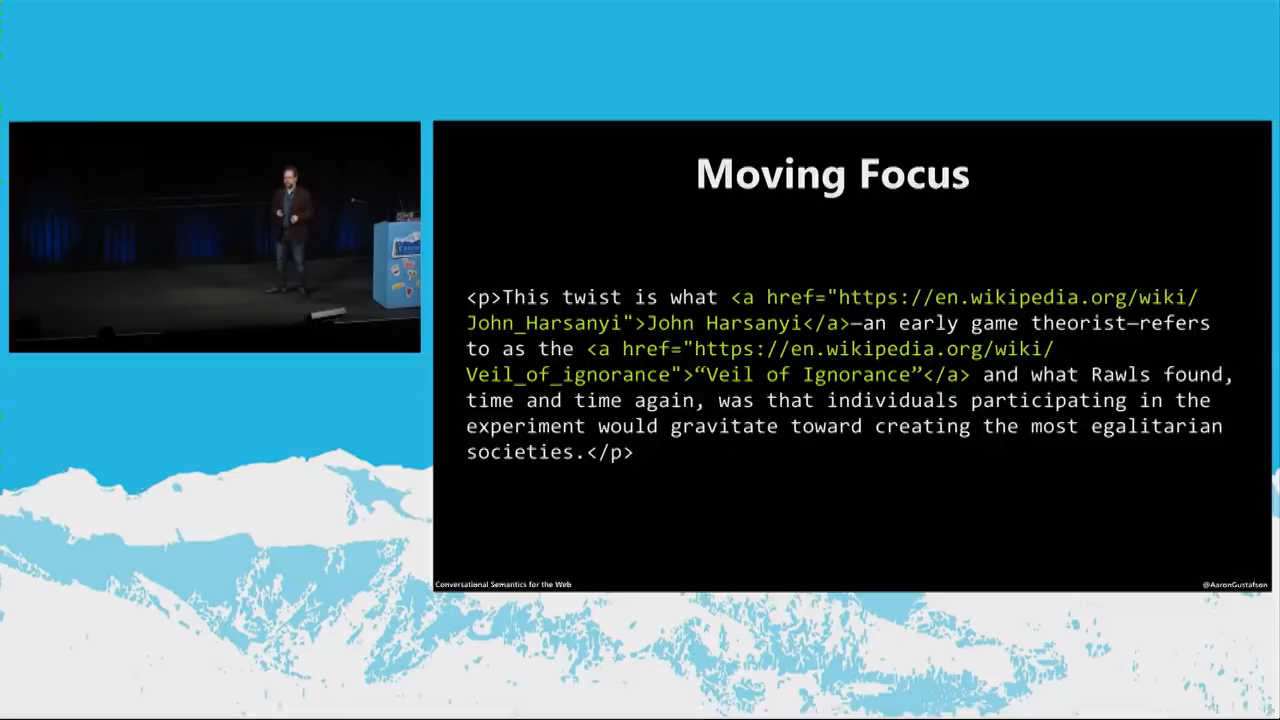 Moving Focus
<p>This twist is what <a href="https://en.wikipedia.org/wiki/
John_Harsanyi">John Harsanyi</a>—an early game theorist—refers
to as the <a href="https://en.wikipedia.org/wiki/
Veil_of_ignorance">“Veil of Ignorance”</a> and what Rawls found,
time and time again, was that individuals participating in the
experiment would gravitate toward creating the most egalitarian
societies.</p>
Conversational Semantics for the Web
@AaronGustafson